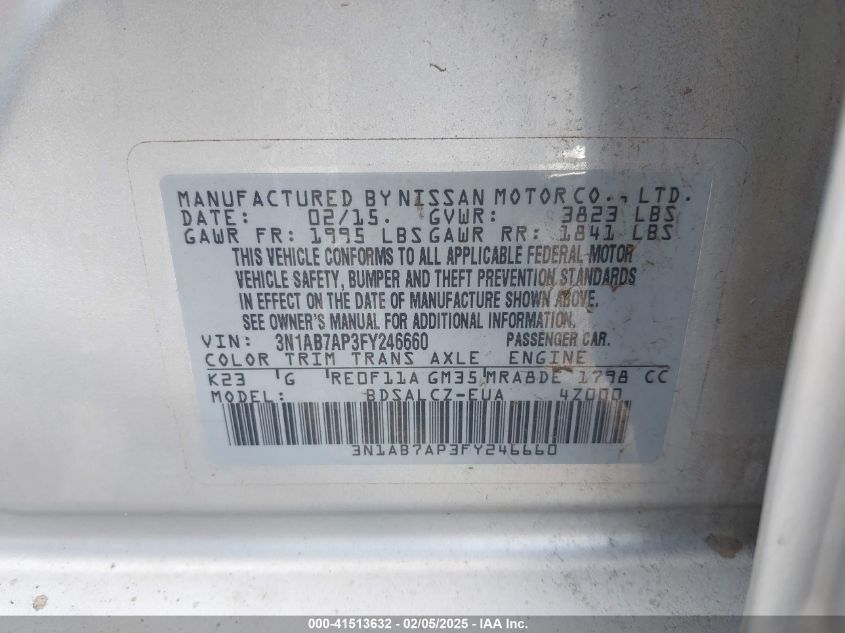 MANUFACTURED BY NISSAN MOTOR CO., LTD.
DATE: 02/15. GVWR: 3823 LBS
GAWR FR: 1995 LBS GAWR RR: 1841 LBS
THIS VEHICLE CONFORMS TO ALL APPLICABLE FEDERAL MOTOR
VEHICLE SAFETY, BUMPER AND THEFT PREVENTION STANDARDS
IN EFFECT ON THE DATE OF MANUFACTURE SHOWN ABOVE.
SEE OWNER'S MANUAL FOR ADDITIONAL INFORMATION.
VIN: 3N1AB7AP3FY246660 PASSENGER CAR.
COLOR TRIM TRANS AXLE ENGINE
K23 G RE0F11A GM35 MRA8DE 1798 CC
MODEL: BDSALCZ-EUA 4Z000
3N1AB7AP3FY246660
000-41513632 - 02/05/2025 - IAA Inc.